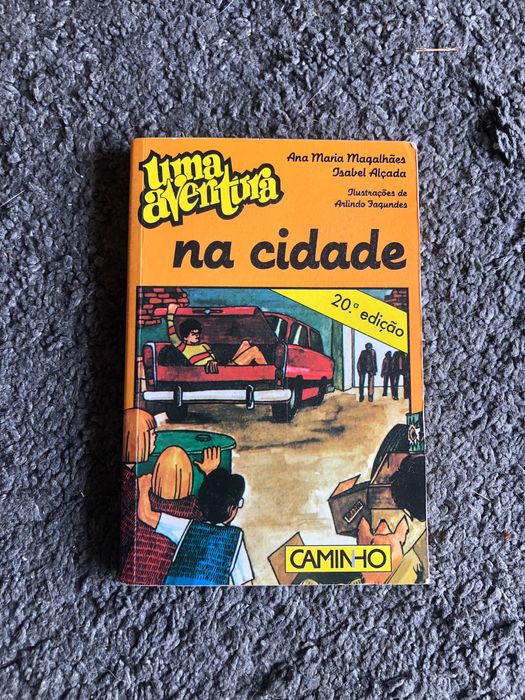 uma
aventura
Ana Maria Magalhães
Isabel Alçada
Ilustrações de
Arlindo Fagundes
na cidade
20.ª edição
CAMINHO